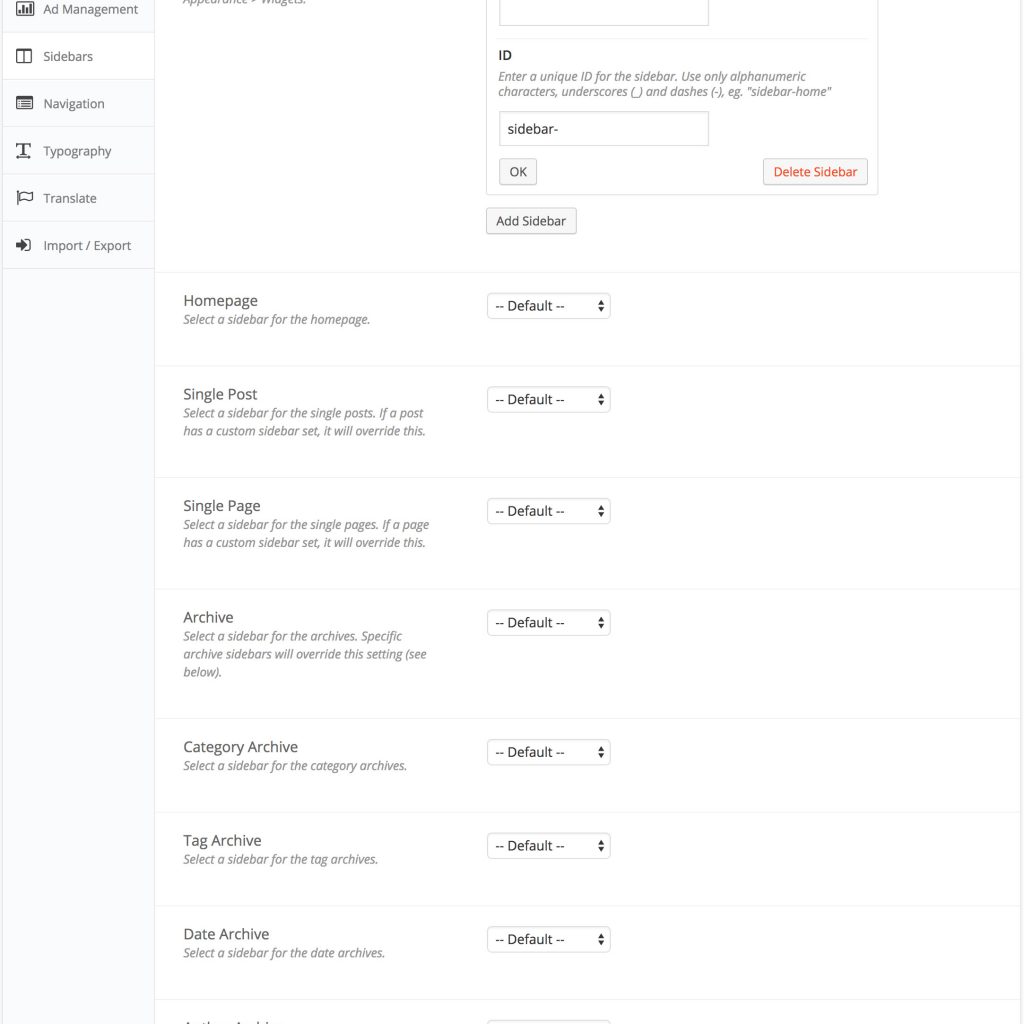 Ad Management
Sidebars
Navigation
Typography
Translate
Import / Export
Appearance > Widgets.
ID
Enter a unique ID for the sidebar. Use only alphanumeric
characters, underscores (_) and dashes (-), eg. "sidebar-home"
sidebar-
OK
Delete Sidebar
Add Sidebar
Homepage
Select a sidebar for the homepage.
-- Default --
Single Post
Select a sidebar for the single posts. If a post
has a custom sidebar set, it will override this.
-- Default --
Single Page
Select a sidebar for the single pages. If a page
has a custom sidebar set, it will override this.
-- Default --
Archive
Select a sidebar for the archives. Specific
archive sidebars will override this setting (see
below).
-- Default --
Category Archive
Select a sidebar for the category archives.
-- Default --
Tag Archive
Select a sidebar for the tag archives.
-- Default --
Date Archive
Select a sidebar for the date archives.
-- Default --